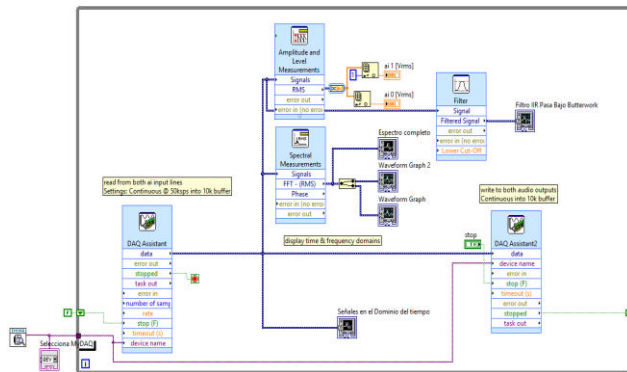 Amplitude and
Level
Measurements
Signals
RMS
error out
error in (no error
ai 1 [Vrms]
ai 0 [Vrms]
Filter
Signal
Filtered Signal
error out
error in (no error
Lower Cut-Off
Filtro IIR Pasa Bajo Butterwork
Spectral
Measurements
Signals
FFT - (RMS)
Phase
error in (no error
error out
Espectro completo
Waveform Graph 2
Waveform Graph
read from both ai input lines
Settings: Continuous @ 50ksps into 10k buffer
write to both audio outputs
Continuous into 10k buffer
display time & frequency domains
DAQ Assistant
data
error out
stopped
task out
error in
number of samp
rate
stop (F)
timeout (s)
device name
stop
TF
DAQ Assistant2
data
device name
error in
stop (F)
timeout (s)
error out
stopped
task out
Señales en el Dominio del tiempo
F
i